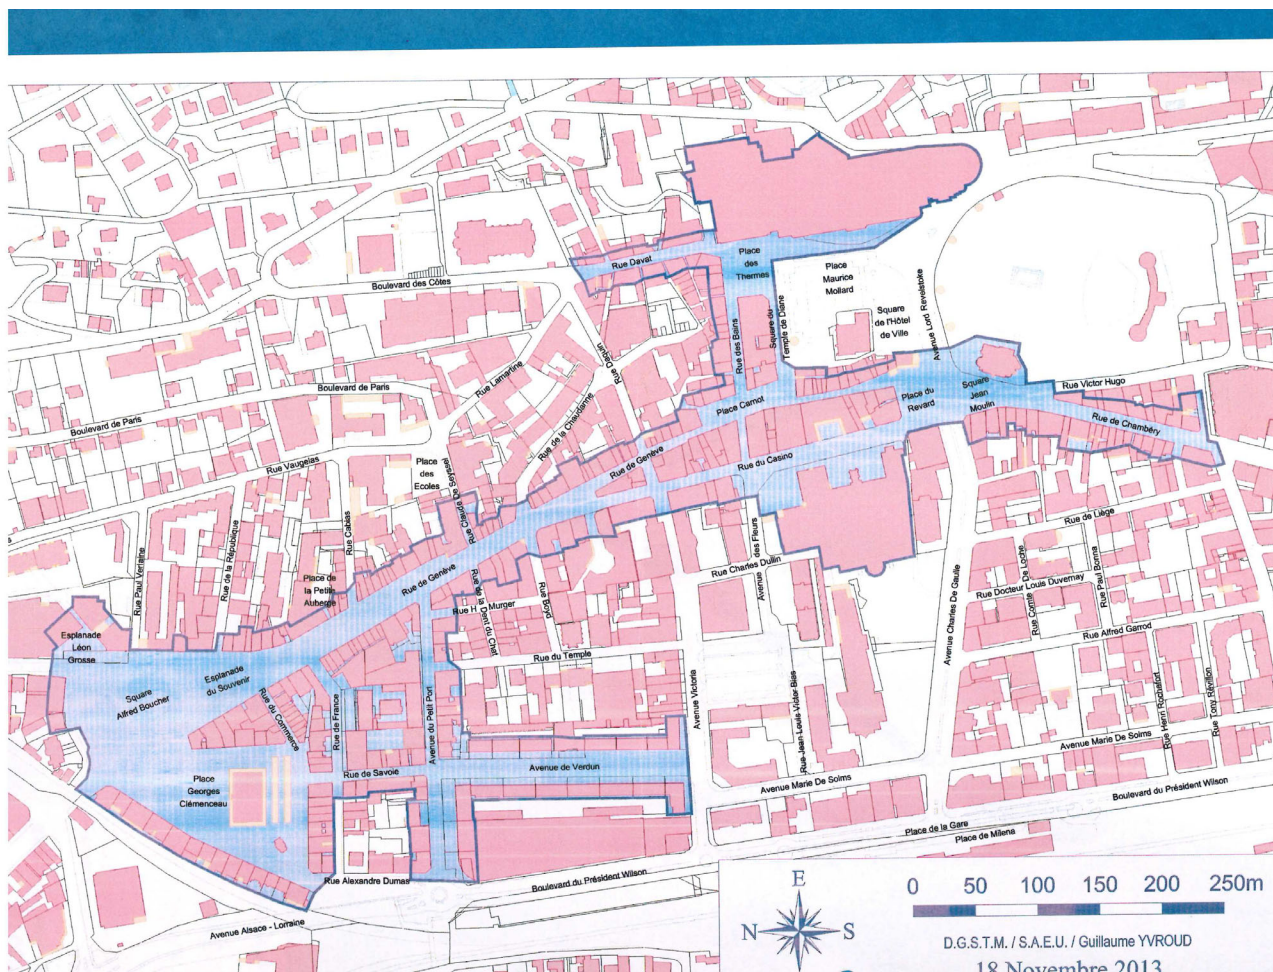 Rue Davat
Place
des
Thermes
Place
Maurice
Mollard
Square
de l'Hôtel
de Ville
Avenue Lord Revelstoke
Boulevard des Côtes
Rue des Bains
Square du
Temple de Diane
Rue Daquin
Rue Lamartine
Boulevard de Paris
Boulevard de Paris
Rue Vaugelas
Rue de la Chaudanne
Place Carnot
Place du
Revard
Square
Jean
Moulin
Rue Victor Hugo
Rue de Chambéry
Place
des
Ecoles
Rue Claude De Seyssel
Rue de Genève
Rue du Casino
Rue Paul Verlaine
Rue de la République
Rue Cabias
Place de
la Petite
Auberge
Rue de Genève
Rue de la Dent du Chat
Rue H. Murger
Rue Boyd
Rue du Temple
Avenue des Fleurs
Rue Charles Dullin
Avenue Charles De Gaulle
Rue de Liège
Rue Comte De Loche
Rue Docteur Louis Duvernay
Rue Paul Bonna
Rue Alfred Garrod
Rue Henri Rochefort
Rue Tony Révillon
Esplanade
Léon
Grosse
Square
Alfred Boucher
Esplanade
du Souvenir
Rue du Commerce
Rue de France
Avenue du Petit Port
Avenue Victoria
Rue Jean Louis Victor Bias
Place
Georges
Clémenceau
Rue de Savoie
Avenue de Verdun
Avenue Marie De Solms
Avenue Marie De Solms
Boulevard du Président Wilson
Place de la Gare
Place de Milena
Rue Alexandre Dumas
Boulevard du Président Wilson
Avenue Alsace - Lorraine
E
N
S
0 50 100 150 200 250m
D.G.S.T.M. / S.A.E.U. / Guillaume YVROUD
18 Novembre 2013